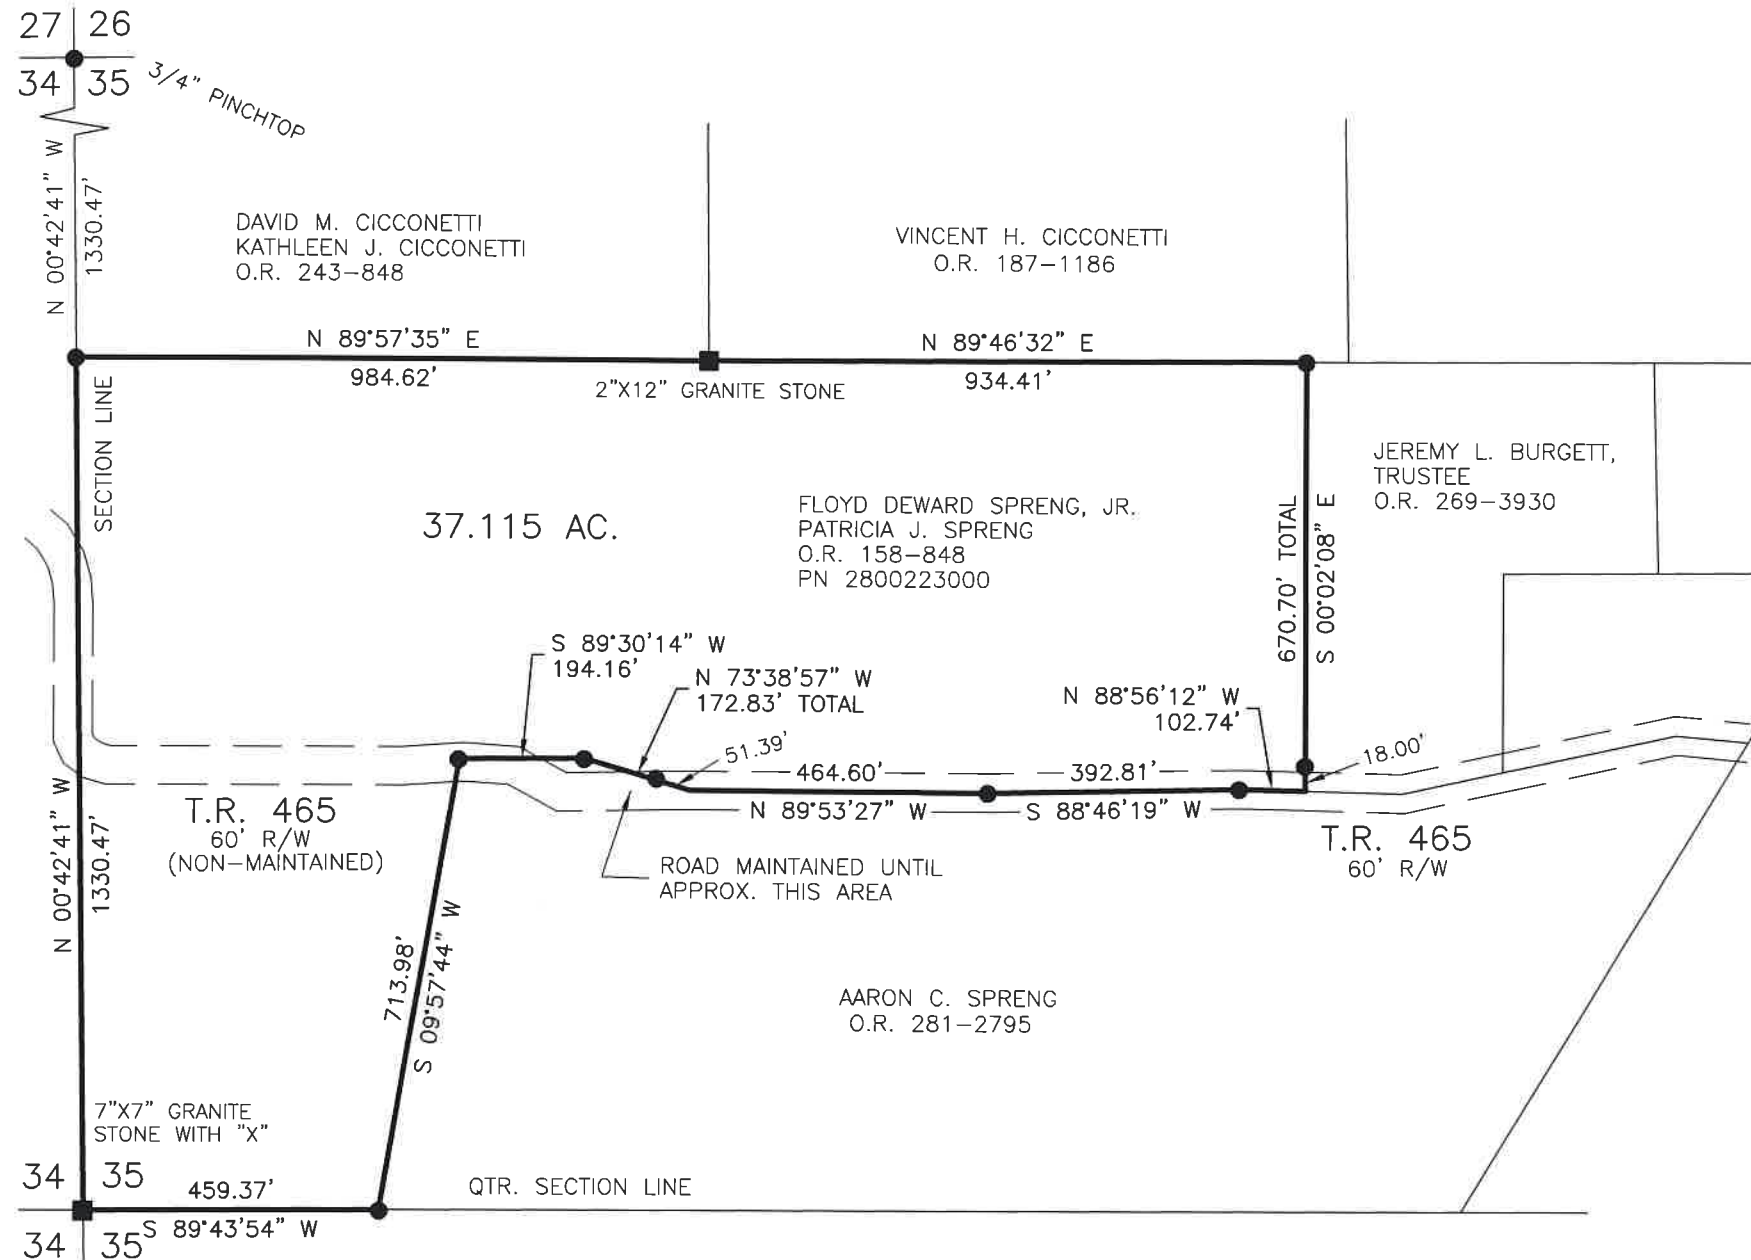 27 26
34 35
3/4" PINCHTOP
N 00°42'41" W
1330.47'
DAVID M. CICCONETTI
KATHLEEN J. CICCONETTI
O.R. 243-848
VINCENT H. CICCONETTI
O.R. 187-1186
N 89°57'35" E
984.62'
2"X12" GRANITE STONE
N 89°46'32" E
934.41'
SECTION LINE
JEREMY L. BURGETT,
TRUSTEE
O.R. 269-3930
37.115 AC.
FLOYD DEWARD SPRENG, JR.
PATRICIA J. SPRENG
O.R. 158-848
PN 2800223000
670.70' TOTAL
S 00°02'08" E
S 89°30'14" W
194.16'
N 73°38'57" W
172.83' TOTAL
N 88°56'12" W
102.74'
51.39'
18.00'
464.60'
392.81'
N 89°53'27" W
S 88°46'19" W
T.R. 465
60' R/W
(NON-MAINTAINED)
T.R. 465
60' R/W
ROAD MAINTAINED UNTIL
APPROX. THIS AREA
N 00°42'41" W
1330.47'
713.98'
S 09°57'44" W
AARON C. SPRENG
O.R. 281-2795
7"X7" GRANITE
STONE WITH "X"
34 35
459.37'
QTR. SECTION LINE
S 89°43'54" W
34 35